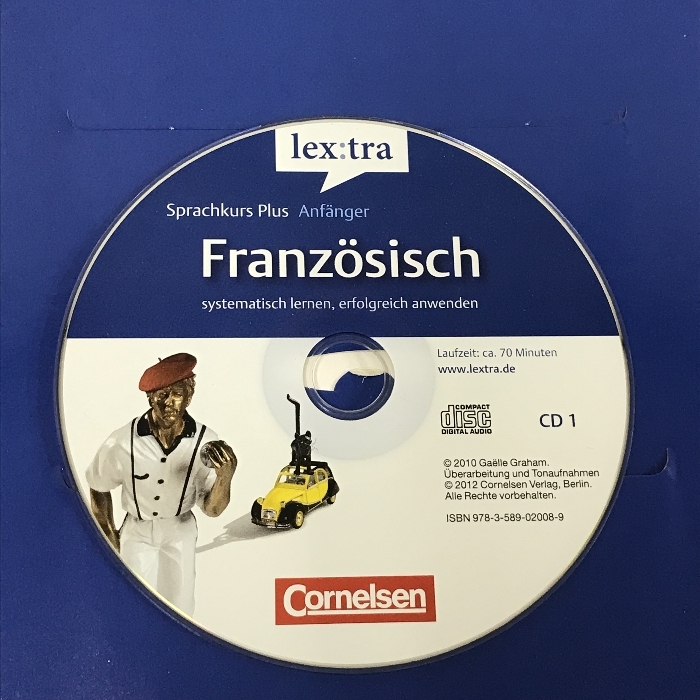 lex:tra
Sprachkurs Plus Anfänger
Französisch
systematisch lernen, erfolgreich anwenden
Laufzeit: ca. 70 Minuten
www.lextra.de
COMPACT
disc
DIGITAL AUDIO
CD 1
© 2010 Gaëlle Graham.
Überarbeitung und Tonaufnahmen
© 2012 Cornelsen Verlag, Berlin.
Alle Rechte vorbehalten.
ISBN 978-3-589-02008-9
Cornelsen